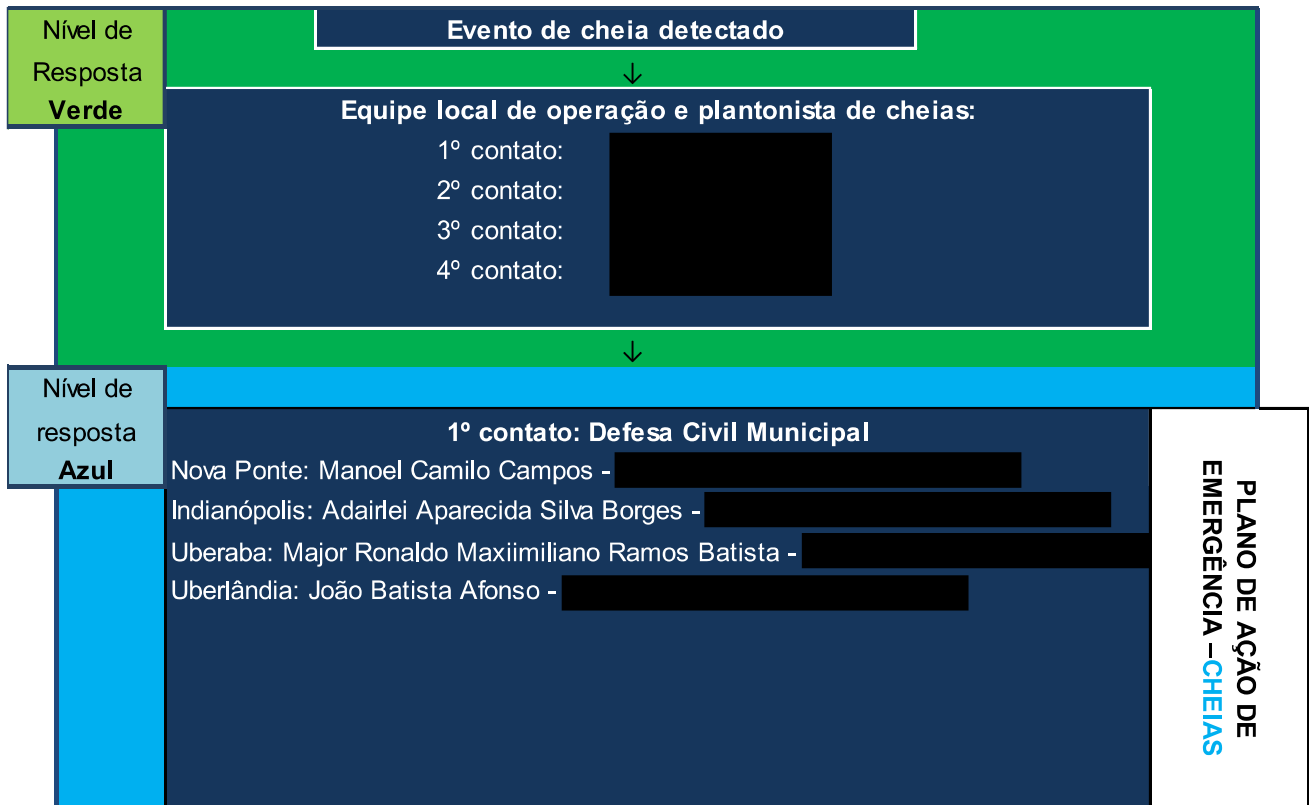 Nível de
Resposta
Verde
Evento de cheia detectado
↓
Equipe local de operação e plantonista de cheias:
1º contato:
2º contato:
3º contato:
4º contato:
↓
Nível de
resposta
Azul
1º contato: Defesa Civil Municipal
Nova Ponte: Manoel Camilo Campos -
Indianópolis: Adairlei Aparecida Silva Borges -
Uberaba: Major Ronaldo Maxiimiliano Ramos Batista -
Uberlândia: João Batista Afonso -
PLANO DE AÇÃO DE
EMERGÊNCIA –CHEIAS